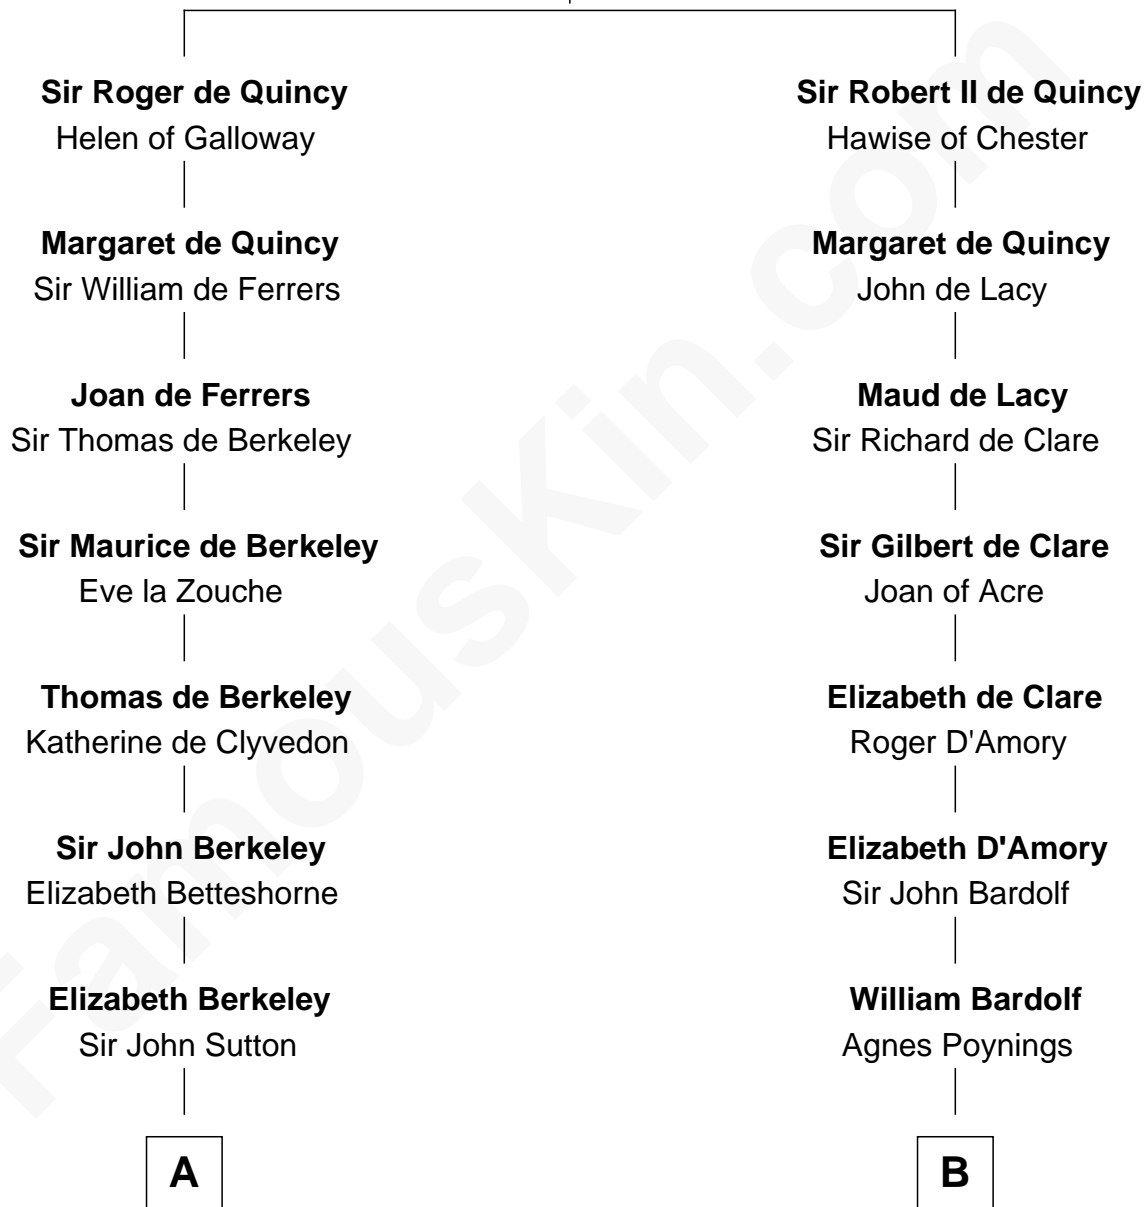 Sir Roger de Quincy
Helen of Galloway
Margaret de Quincy
Sir William de Ferrers
Joan de Ferrers
Sir Thomas de Berkeley
Sir Maurice de Berkeley
Eve la Zouche
Thomas de Berkeley
Katherine de Clyvedon
Sir John Berkeley
Elizabeth Betteshorne
Elizabeth Berkeley
Sir John Sutton
A
Sir Robert II de Quincy
Hawise of Chester
Margaret de Quincy
John de Lacy
Maud de Lacy
Sir Richard de Clare
Sir Gilbert de Clare
Joan of Acre
Elizabeth de Clare
Roger D'Amory
Elizabeth D'Amory
Sir John Bardolf
William Bardolf
Agnes Poynings
B
FamousKin.com